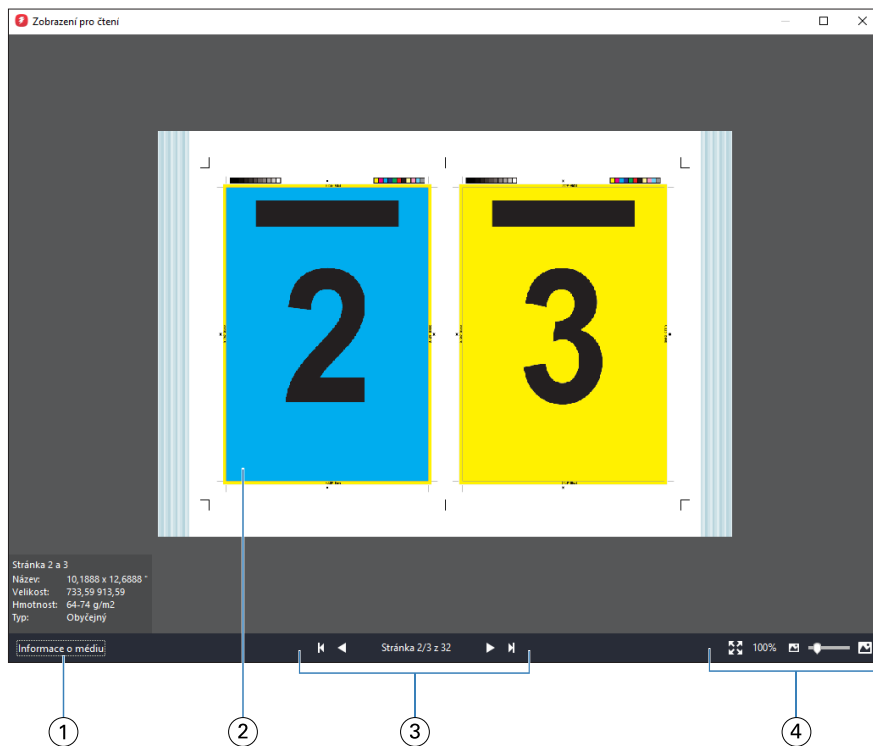 Zobrazení pro čtení
2
3
Stránka 2 a 3
Název: 10,1888 x 12,6888 "
Velikost: 733,59 913,59
Hmotnost: 64-74 g/m2
Typ: Obyčejný
Informace o médiu
Stránka 2/3 z 32
100%
1
2
3
4